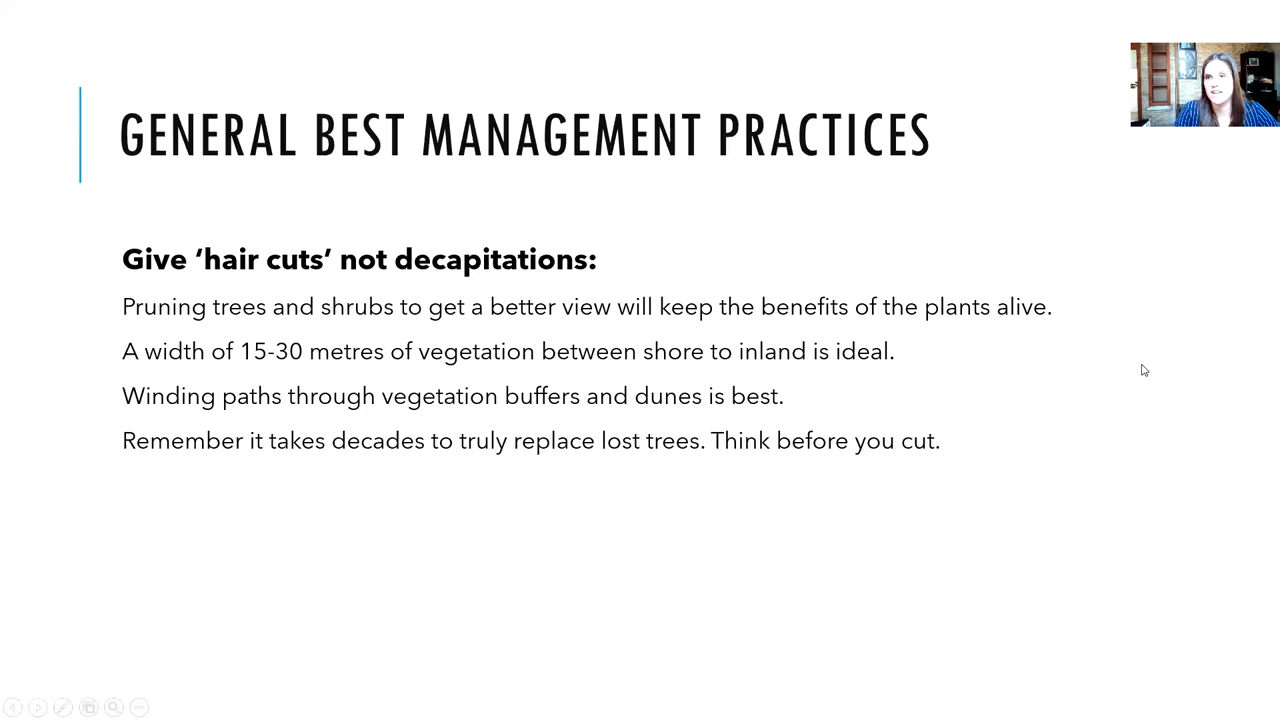 GENERAL BEST MANAGEMENT PRACTICES
Give ‘hair cuts’ not decapitations:
Pruning trees and shrubs to get a better view will keep the benefits of the plants alive.
A width of 15-30 metres of vegetation between shore to inland is ideal.
Winding paths through vegetation buffers and dunes is best.
Remember it takes decades to truly replace lost trees. Think before you cut.